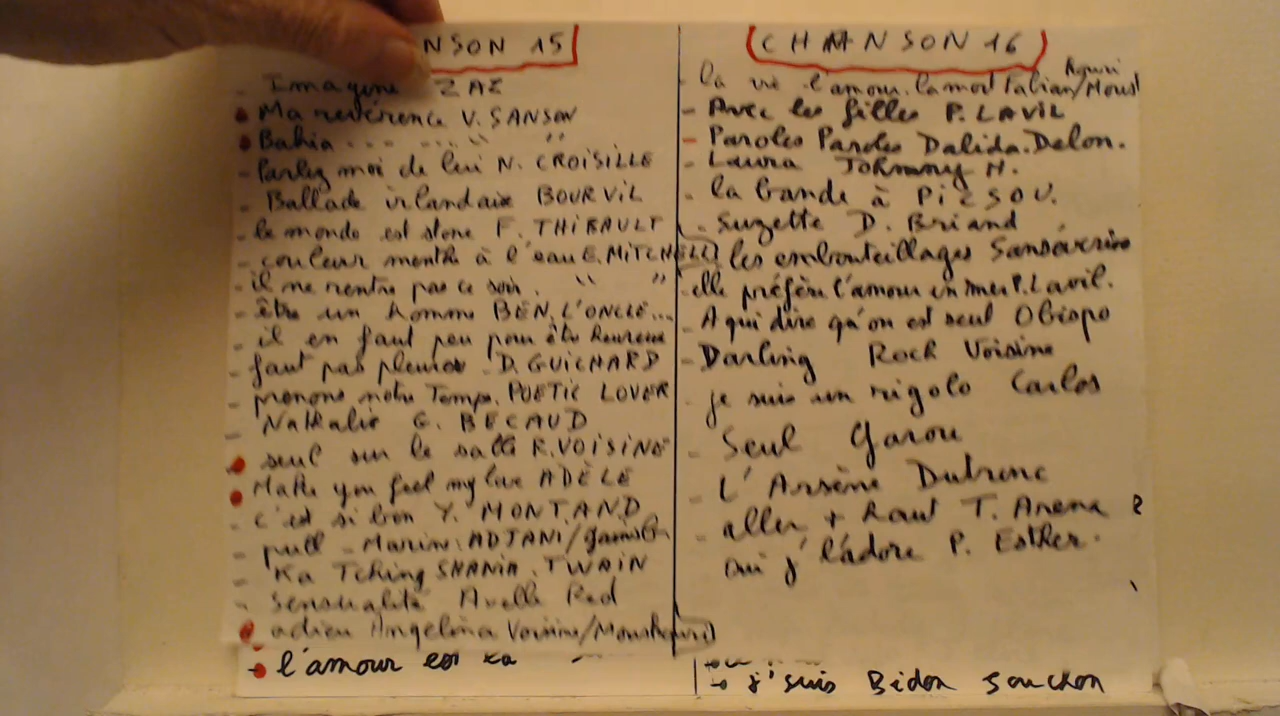 NSON 15
- Imagine ZAZ
Ma révérence V. SANSON
Bahia ... ... " "
- Parlez moi de lui N. CROISILLE
- Ballade irlandaise BOURVIL
- le monde est stone F. THIBAULT
- couleur menthe à l'eau E. MITCHELL
- il ne rentre pas ce soir. " "
- être un homme BEN L'ONCLE...
- il en faut peu pour être heureux
- faut pas pleurer D. GUICHARD
- prenons notre Temps. POETIC LOVER
- Nathalie G. BECAUD
seul sur le sable R. VOISINE
Make you feel my love ADÈLE
- c'est si bon Y. MONTAND
- pull - Marine ADJANI/
- Ka Tching SHANIA. TWAIN
- Sensualité Axelle Red
adieu Angelina Voisine/Mouskouri)
- l'amour est
CHANSON 16
- la vie l'amour. la mort Fabian/Mouskouri
- Avec les filles P. LAVIL
- Paroles Paroles Dalida. Delon.
- Laura Johnny H.
- la bande à PiZSOU.
- Suzette D. Briand
les embouteillages Sanseverino
- elle préfère l'amour en mer P. Lavil.
- A qui dire qu'on est seul Obispo
- Darling Roch Voisine
- je suis un rigolo Carlos
- Seul Garou
- L'Arsène Dutronc
- aller + haut T. Arena
oui j' l'adore P. Esther.
- j'suis Bidon Souchon